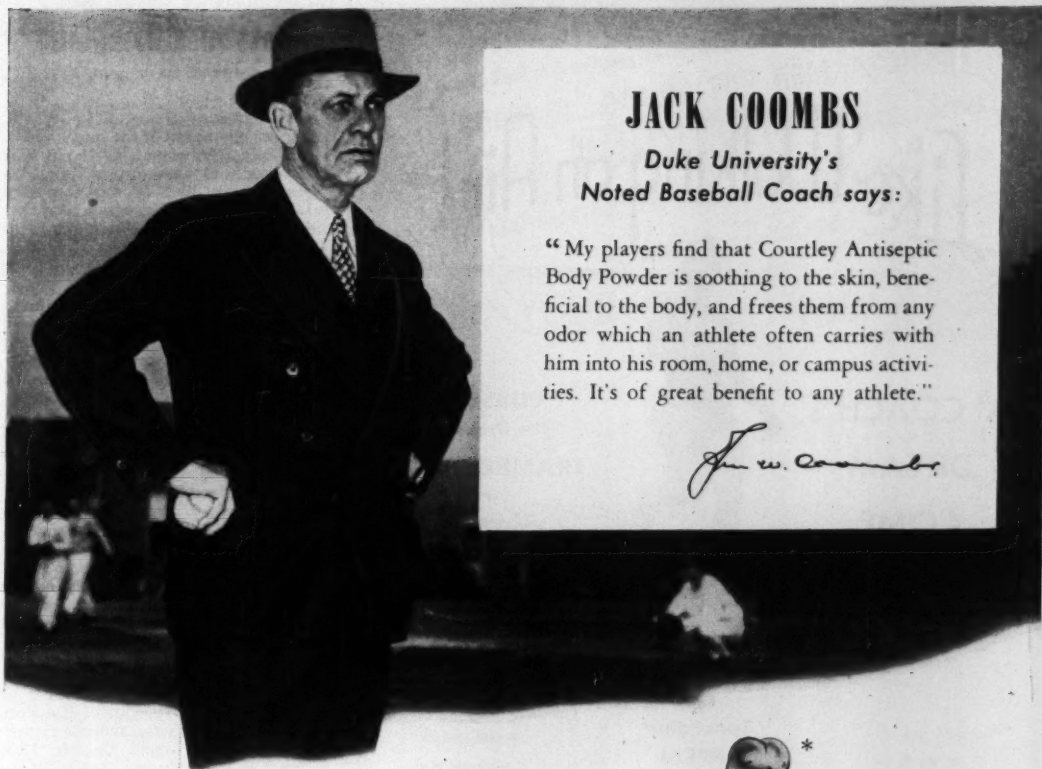 JACK COOMBS
Duke University's
Noted Baseball Coach says:
“My players find that Courtley Antiseptic
Body Powder is soothing to the skin, bene-
ficial to the body, and frees them from any
odor which an athlete often carries with
him into his room, home, or campus activi-
ties. It's of great benefit to any athlete.”
W. Coombs
*